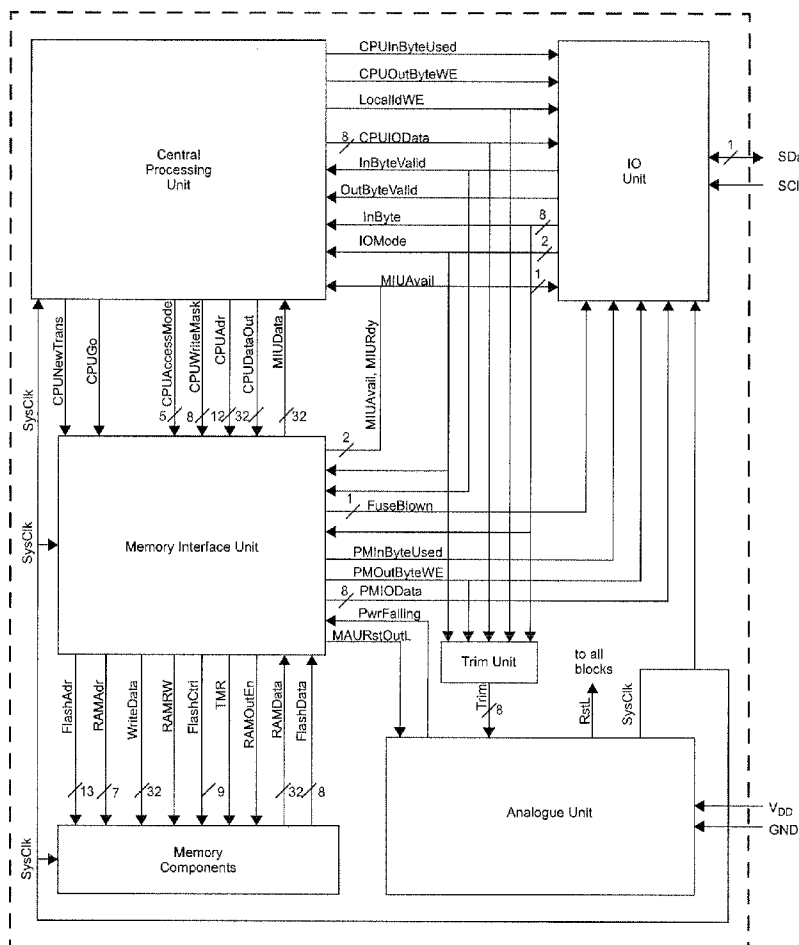 CPUInByteUsed
CPUOutByteWE
LocalIdWE
8
CPUIOData
InByteValid
OutByteValid
InByte
8
IOMode
2
MIUAvail
1
Central
Processing
Unit
IO
Unit
1
SDa
SCl
CPUNewTrans
CPUGo
CPUAccessMode
5
CPUWriteMask
8
CPUAdr
12
CPUDataOut
32
MIUData
32
MIUAvail, MIURdy
2
SysClk
SysClk
Memory Interface Unit
1
FuseBlown
PMInByteUsed
PMOutByteWE
8
PMIOData
PwrFailing
MAURstOutL
Trim Unit
Trim
8
to all
blocks
RstL
SysClk
FlashAdr
13
RAMAdr
7
WriteData
32
RAMRW
FlashCtrl
9
TMR
RAMOutEn
RAMData
32
FlashData
8
SysClk
Memory
Components
Analogue Unit
VDD
GND